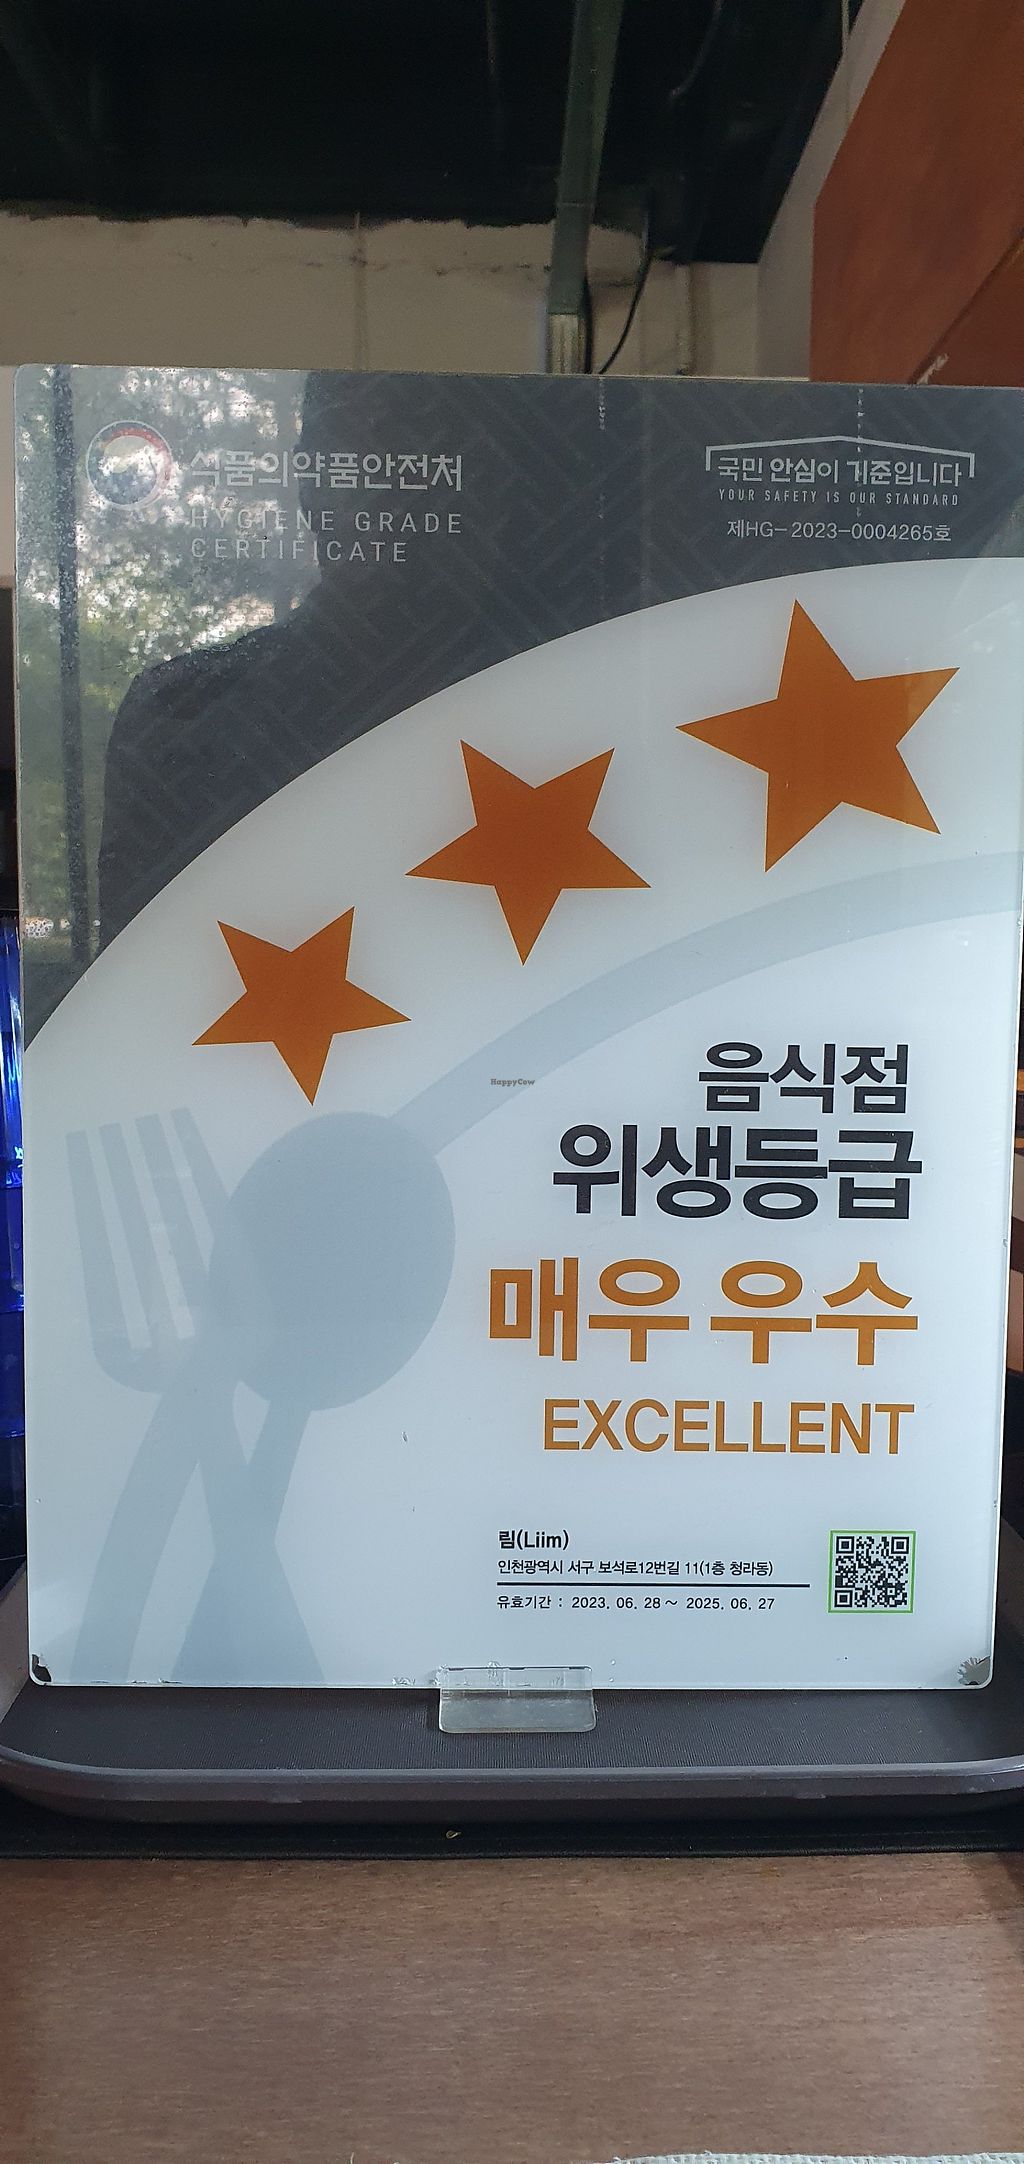 식품의약품안전처
HYGIENE GRADE
CERTIFICATE
국민 안심이 기준입니다
YOUR SAFETY IS OUR STANDARD
제HG-2023-0004265호
HappyCow
음식점
위생등급
매우 우수
EXCELLENT
림(Liim)
인천광역시 서구 보석로12번길 11(1층 청라동)
유효기간 : 2023. 06. 28 ~ 2025. 06. 27